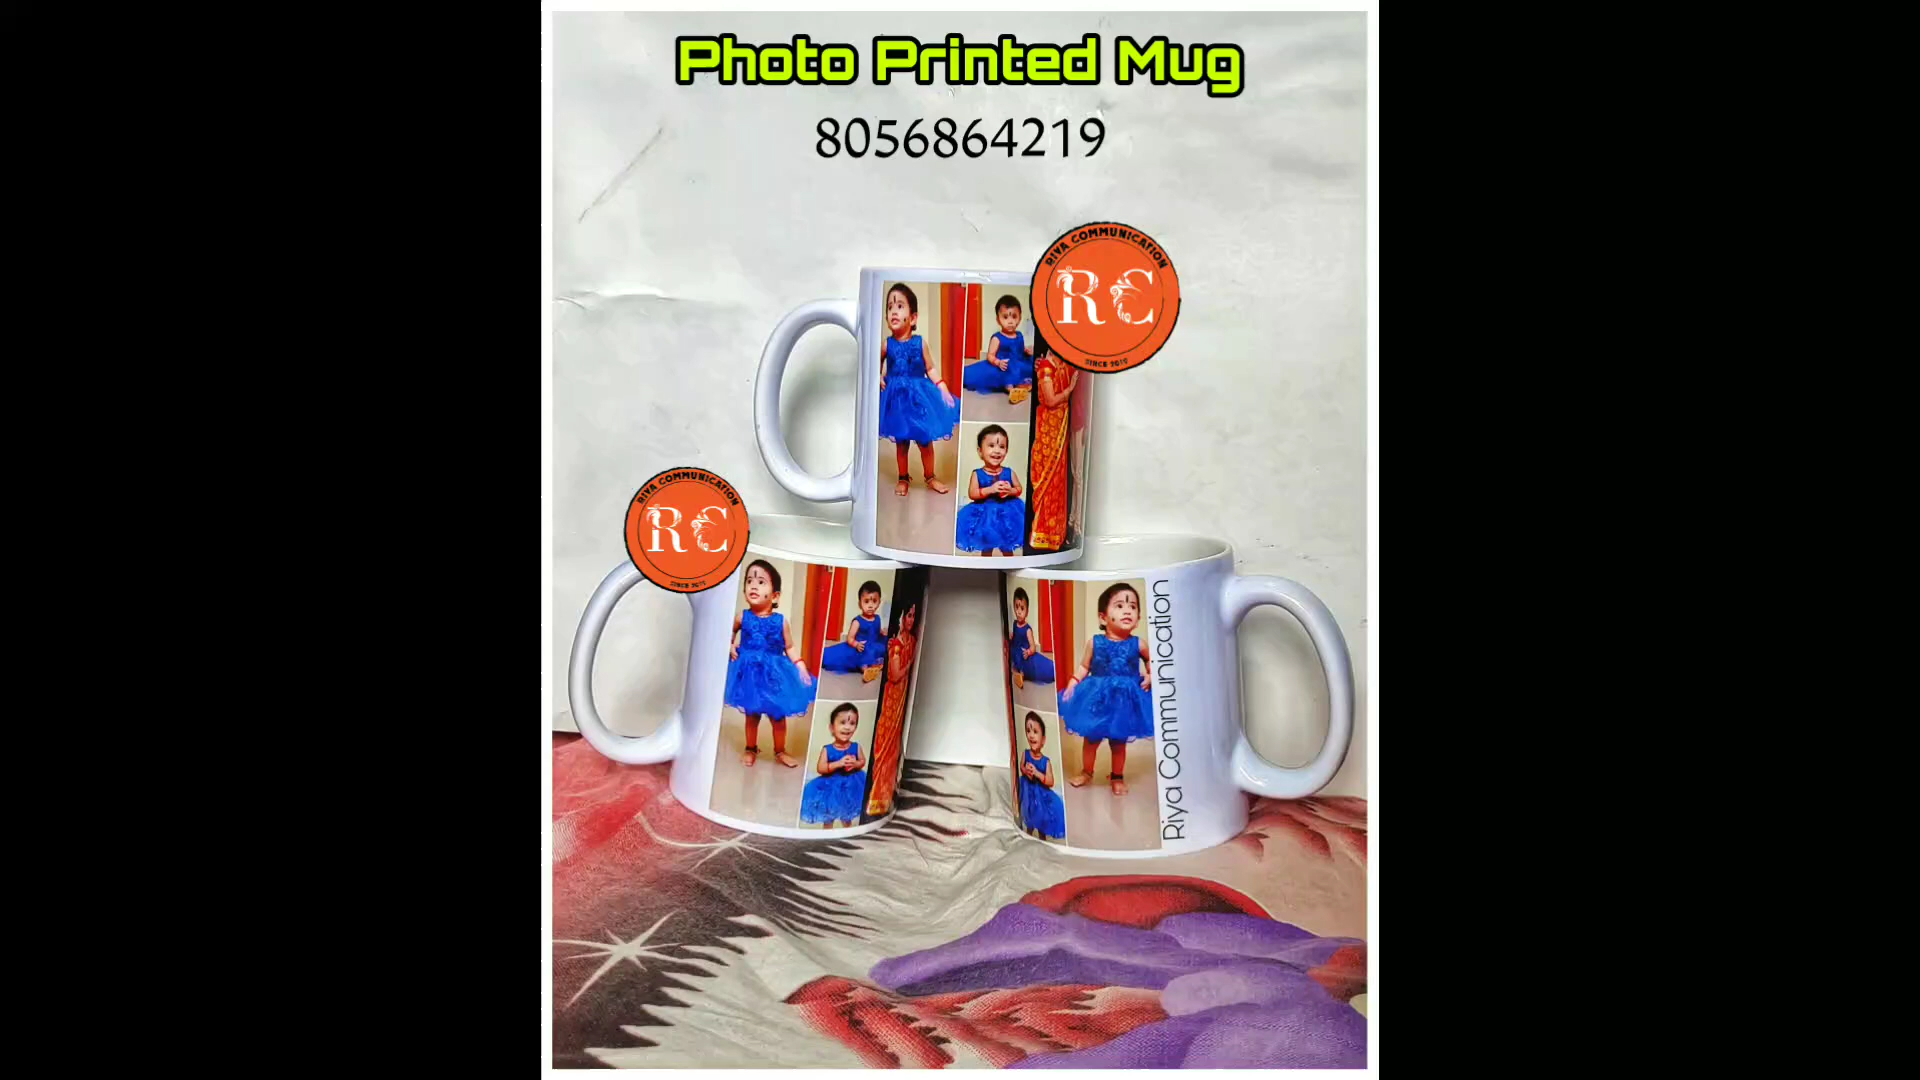 Photo Printed Mug
8056864219
RIYA COMMUNICATION
RC
RIYA COMMUNICATION
RC
Riya Communication